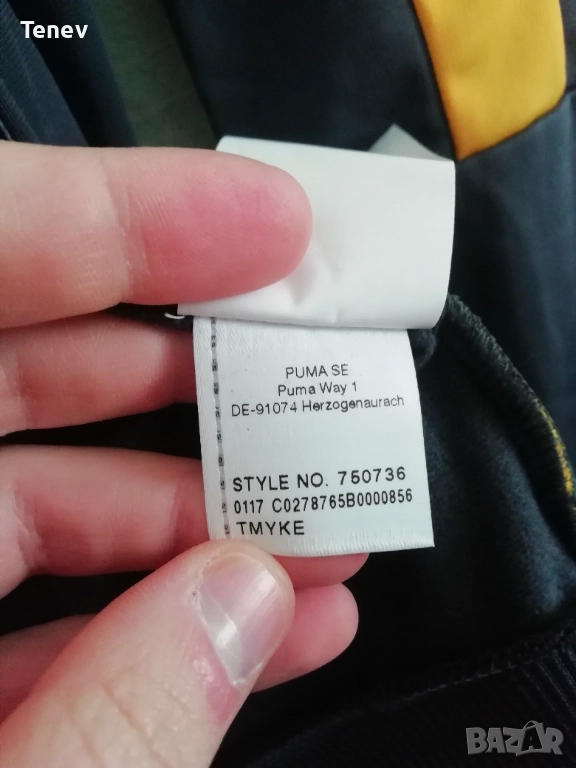 Tenev
PUMA SE
Puma Way 1
DE-91074 Herzogenaurach
STYLE NO. 750736
0117 C0278765B0000856
TMYKE
BAZAR